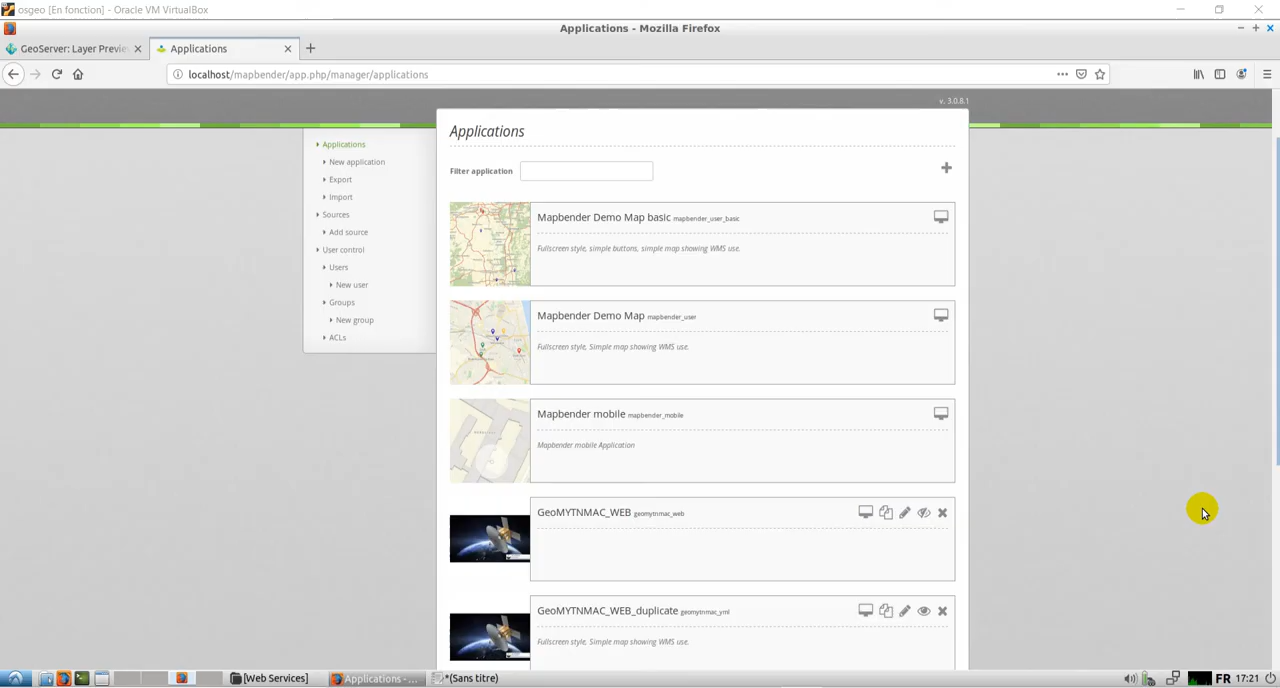 osgeo [En fonction] - Oracle VM VirtualBox
Applications - Mozilla Firefox
GeoServer: Layer Previe
Applications
localhost/mapbender/app.php/manager/applications
v. 3.0.8.1
Applications
New application
Export
Import
Sources
Add source
User control
Users
New user
Groups
New group
ACLs
Applications
Filter application
Mapbender Demo Map basic mapbender_user_basic
Fullscreen style, simple buttons, simple map showing WMS use.
Mapbender Demo Map mapbender_user
Fullscreen style, Simple map showing WMS use.
Mapbender mobile mapbender_mobile
Mapbender mobile Application
GeoMYTNMAC_WEB geomytnmac_web
GeoMYTNMAC_WEB_duplicate geomytnmac_yml
Fullscreen style, Simple map showing WMS use.
[Web Services]
Applications - ...
*(Sans titre)
FR 17:21